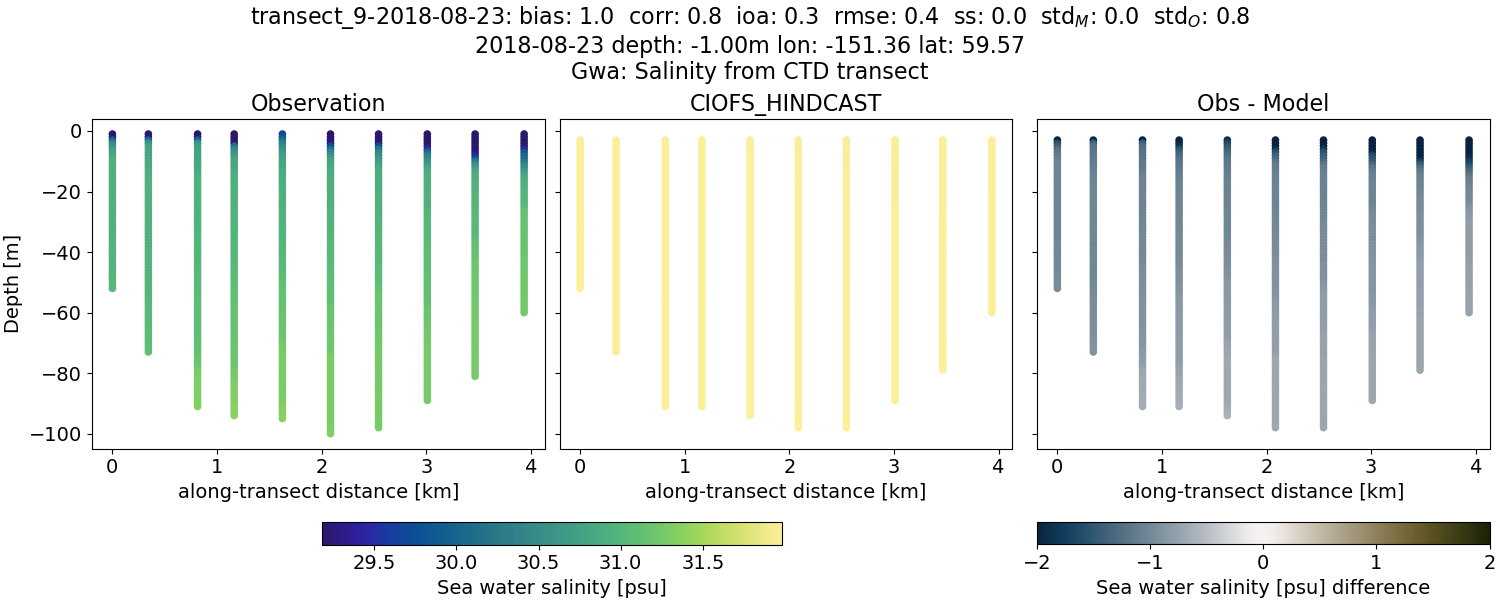 transect_9-2018-08-23: bias: 1.0 corr: 0.8 ioa: 0.3 rmse: 0.4 ss: 0.0 std_M: 0.0 std_O: 0.8
2018-08-23 depth: -1.00m lon: -151.36 lat: 59.57
Gwa: Salinity from CTD transect
Observation
CIOFS_HINDCAST
Obs - Model
Depth [m]
0
−20
−40
−60
−80
−100
0 1 2 3 4
0 1 2 3 4
0 1 2 3 4
along-transect distance [km]
along-transect distance [km]
along-transect distance [km]
29.5 30.0 30.5 31.0 31.5
Sea water salinity [psu]
−2 −1 0 1 2
Sea water salinity [psu] difference